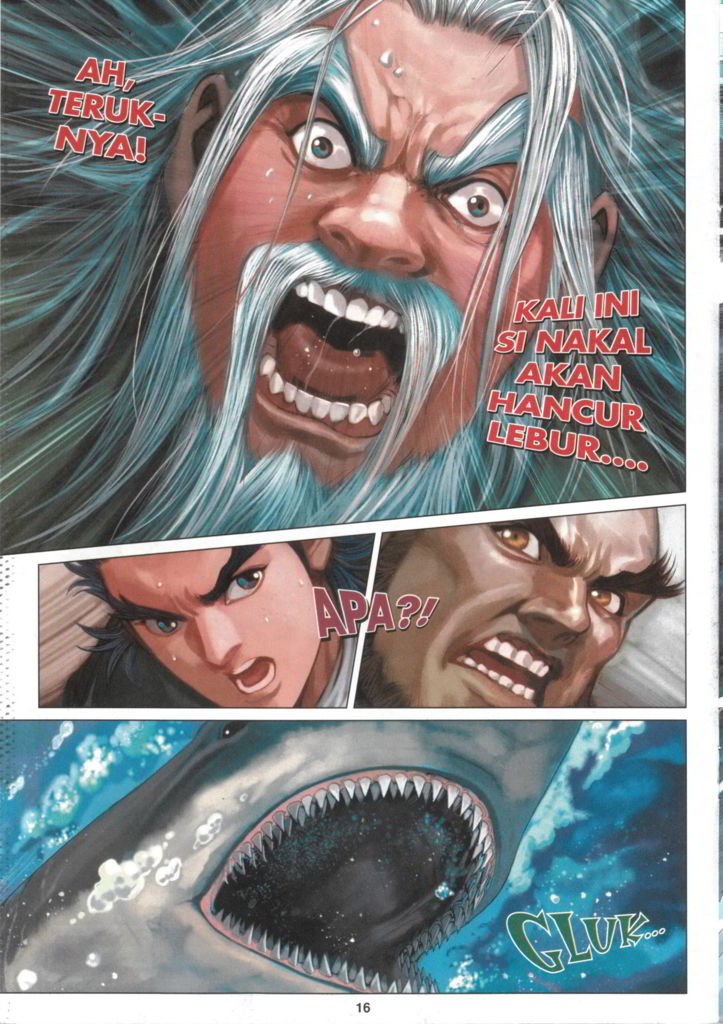 AH,
TERUK-
NYA!
KALI INI
SI NAKAL
AKAN
HANCUR
LEBUR....
APA?!
GLUK...
16